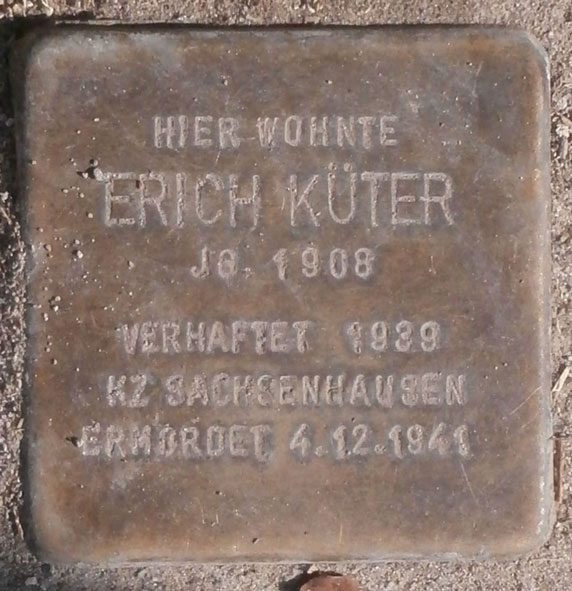 HIER WOHNTE
ERICH KÜTER
JG. 1908
VERHAFTET 1939
KZ SACHSENHAUSEN
ERMORDET 4.12.1941